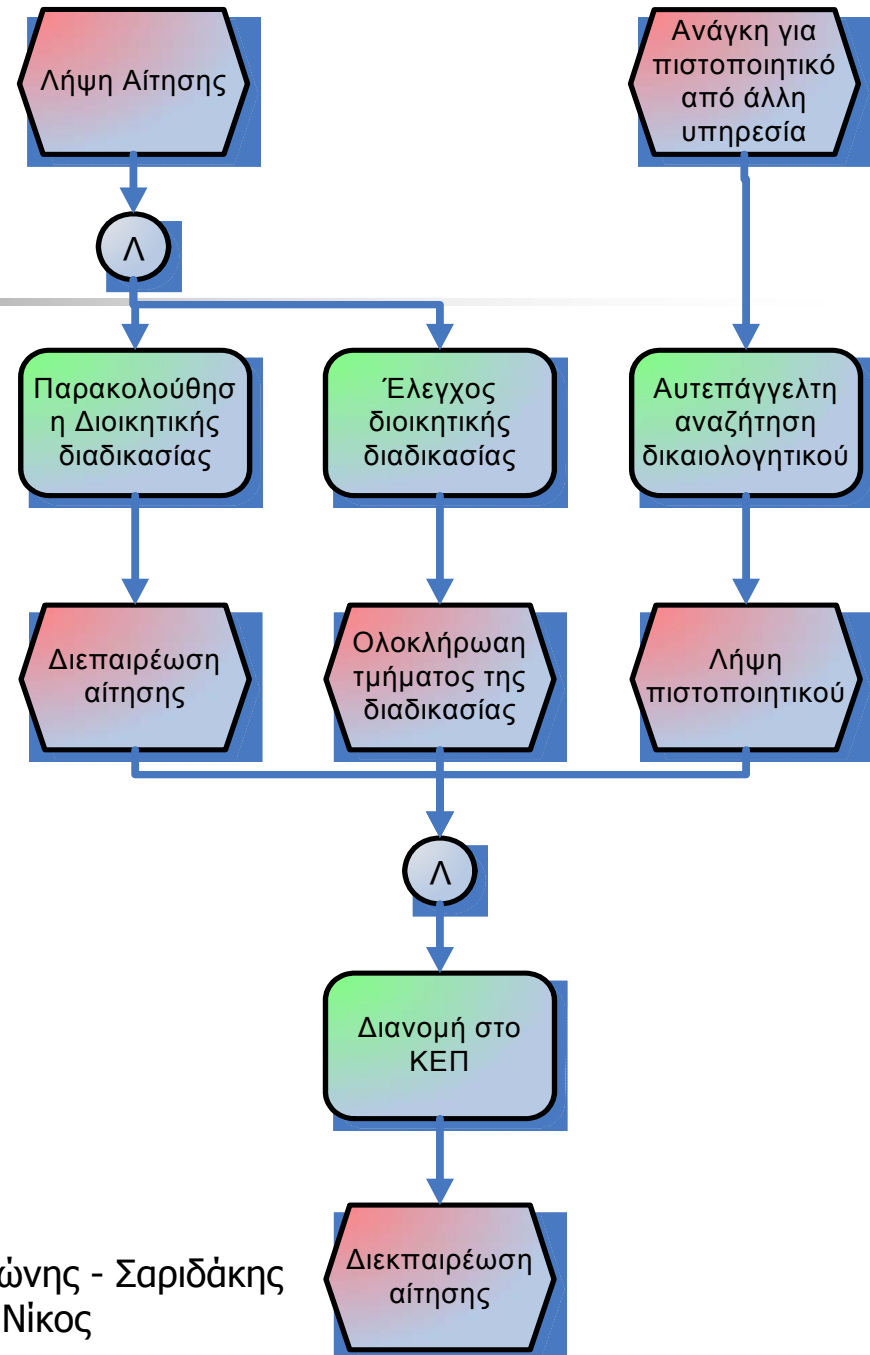 Λήψη Αίτησης
Ανάγκη για
πιστοποιητικό
από άλλη
υπηρεσία
Λ
Παρακολούθησ
η Διοικητικής
διαδικασίας
Έλεγχος
διοικητικής
διαδικασίας
Αυτεπάγγελτη
αναζήτηση
δικαιολογητικού
Διεπαιρέωση
αίτησης
Ολοκλήρωαη
τμήματος της
διαδικασίας
Λήψη
πιστοποιητικού
Λ
Διανομή στο
ΚΕΠ
Διεκπαιρέωση
αίτησης
ώνης - Σαριδάκης
Νίκος